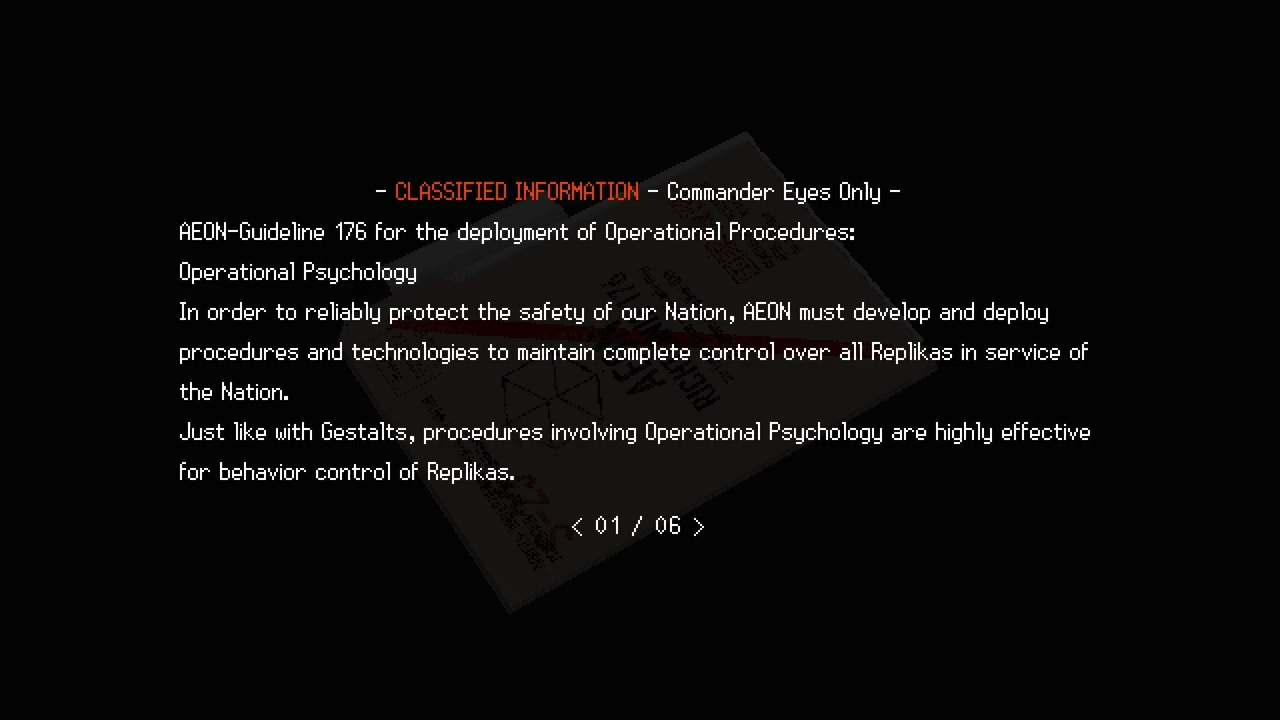 - CLASSIFIED INFORMATION - Commander Eyes Only -
AEON-Guideline 176 for the deployment of Operational Procedures:
Operational Psychology
In order to reliably protect the safety of our Nation, AEON must develop and deploy
procedures and technologies to maintain complete control over all Replikas in service of
the Nation.
Just like with Gestalts, procedures involving Operational Psychology are highly effective
for behavior control of Replikas.
< 01 / 06 >